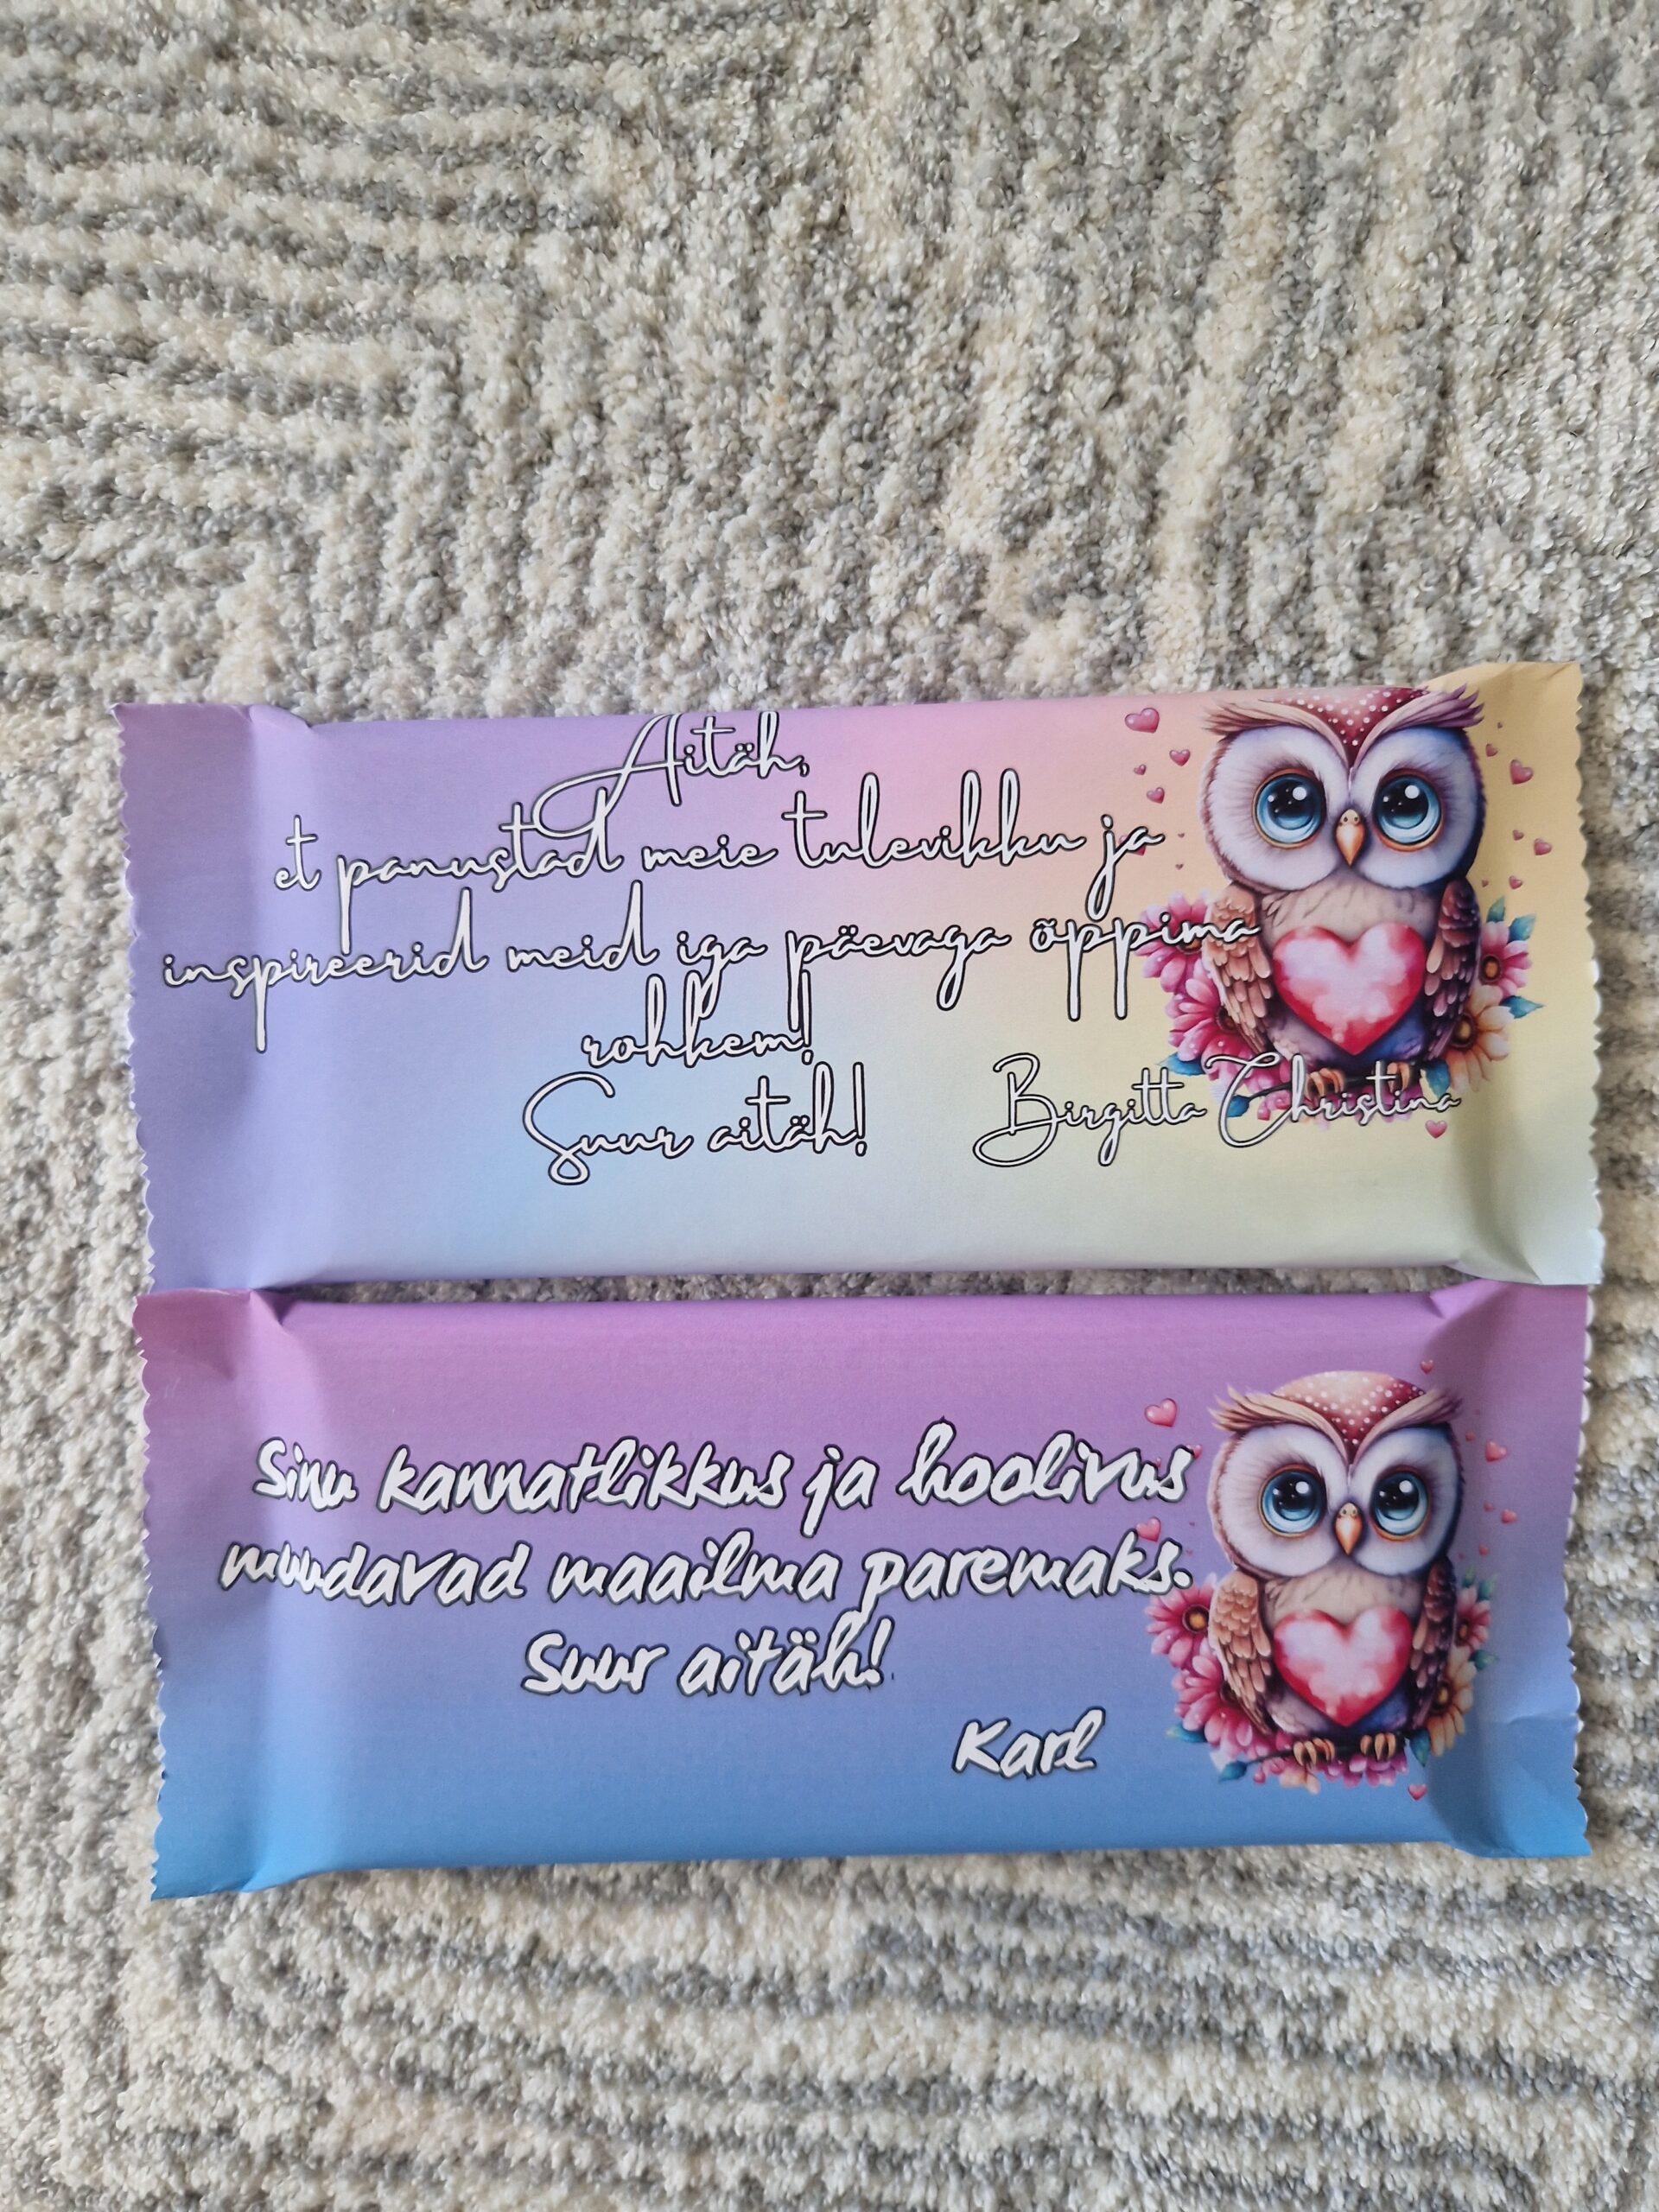 Aitäh,
et panustad meie tulevikku ja
inspireerid meid iga päevaga õppima
rohkem!
Suur aitäh!
Birgitta Christina
Sinu kannatlikkus ja hoolivus
muudavad maailma paremaks.
Suur aitäh!
Karl